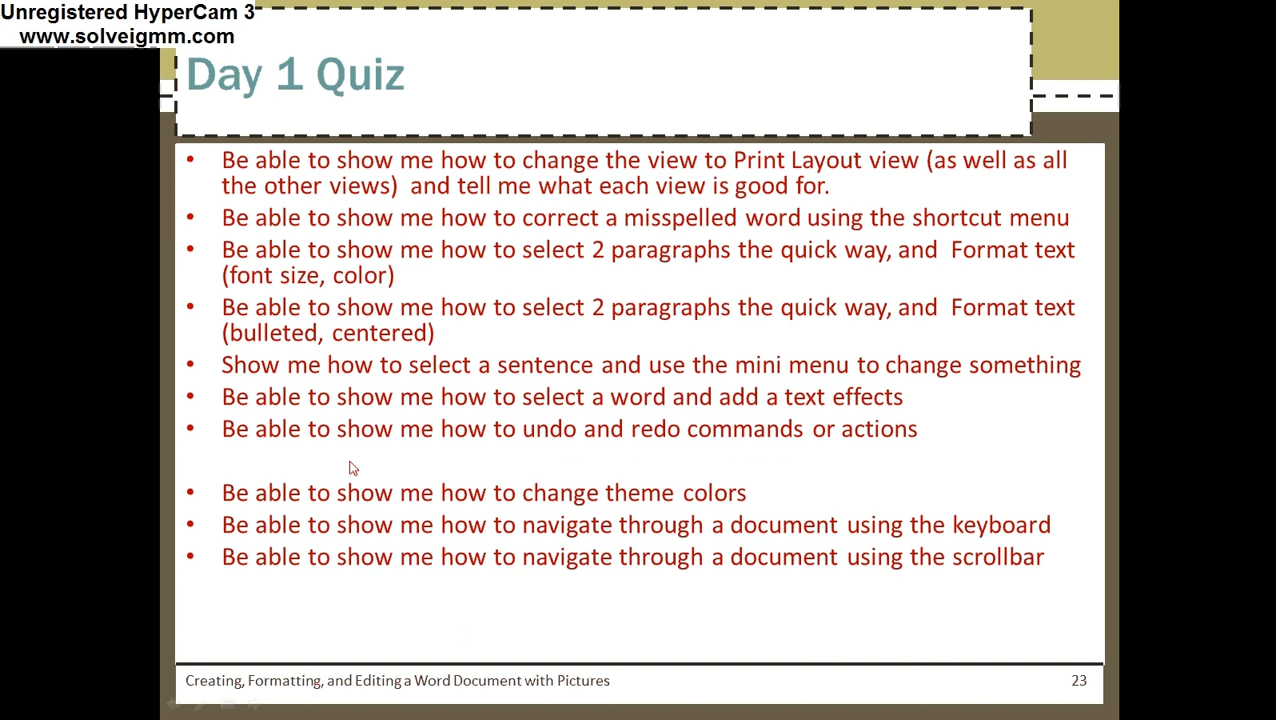 Unregistered HyperCam 3
www.solveigmm.com
Day 1 Quiz
• Be able to show me how to change the view to Print Layout view (as well as all
the other views)  and tell me what each view is good for.
• Be able to show me how to correct a misspelled word using the shortcut menu
• Be able to show me how to select 2 paragraphs the quick way, and  Format text
(font size, color)
• Be able to show me how to select 2 paragraphs the quick way, and  Format text
(bulleted, centered)
• Show me how to select a sentence and use the mini menu to change something
• Be able to show me how to select a word and add a text effects
• Be able to show me how to undo and redo commands or actions
• Be able to show me how to change theme colors
• Be able to show me how to navigate through a document using the keyboard
• Be able to show me how to navigate through a document using the scrollbar
Creating, Formatting, and Editing a Word Document with Pictures 23